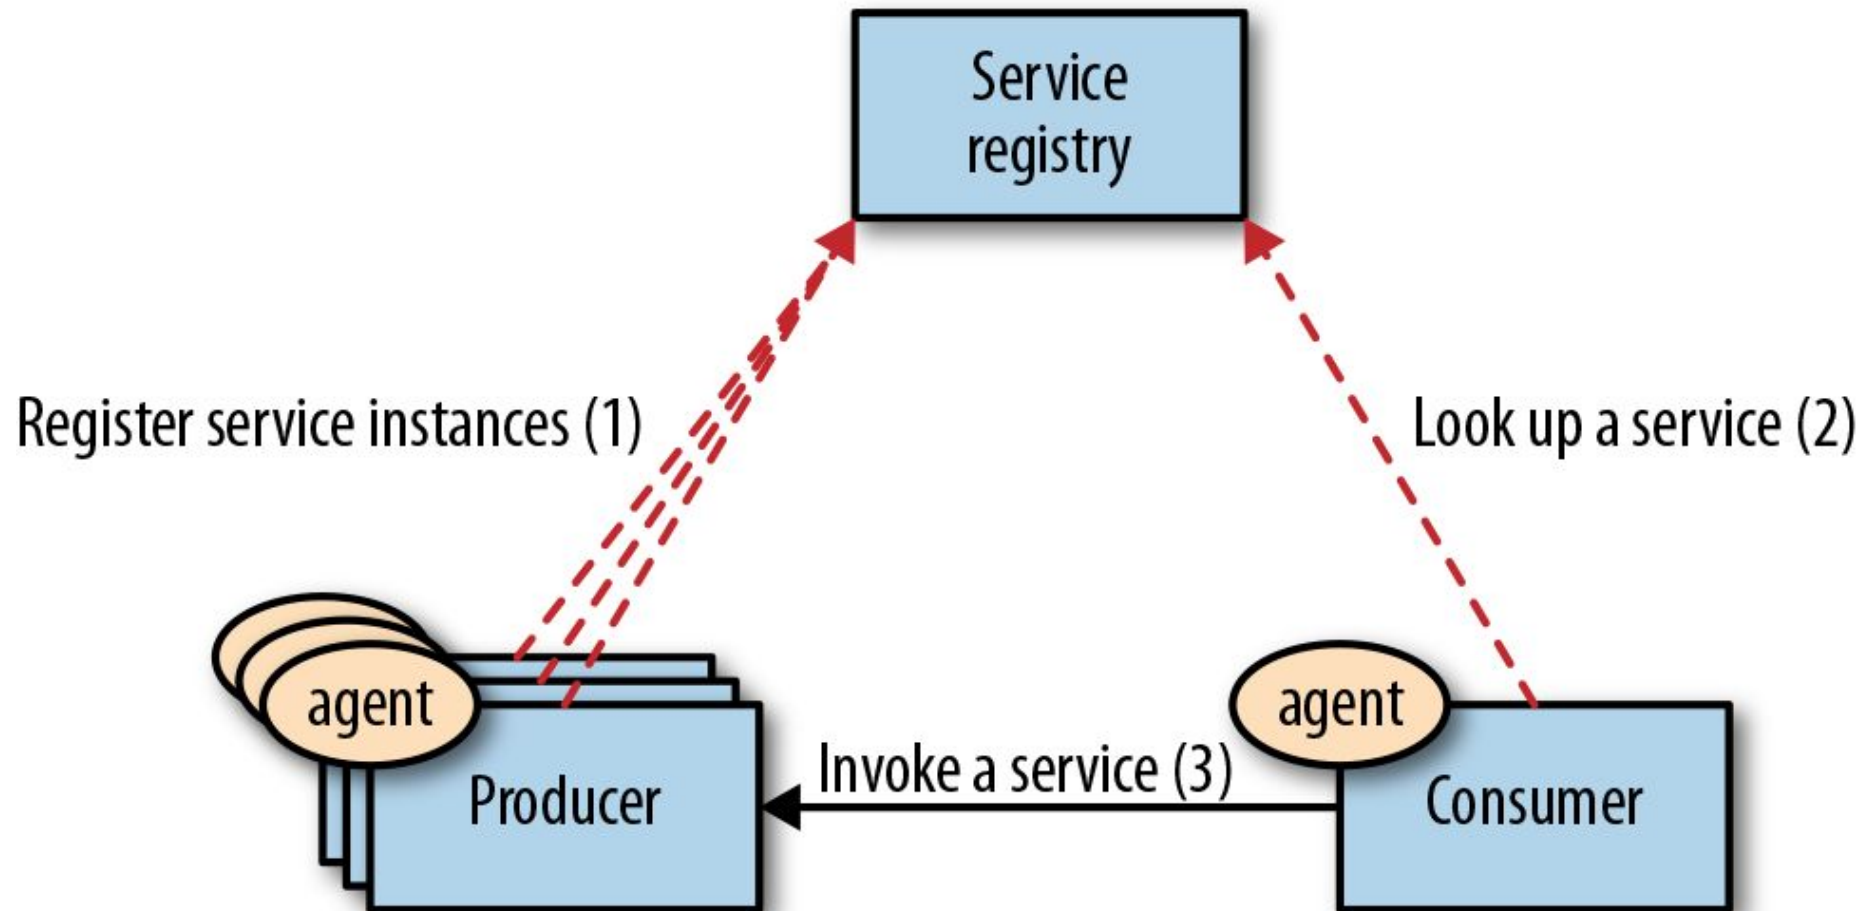 Service
registry
Register service instances (1)
Look up a service (2)
agent
agent
Invoke a service (3)
Producer
Consumer